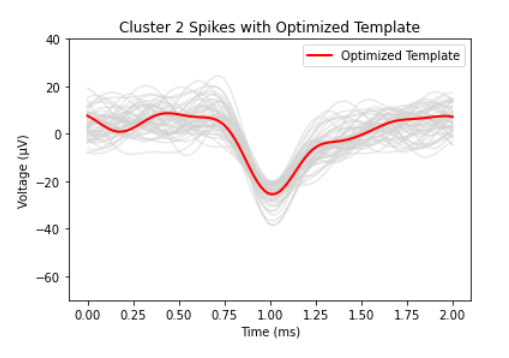 Cluster 2 Spikes with Optimized Template
Optimized Template
Voltage (µV)
40
20
0
−20
−40
−60
0.00 0.25 0.50 0.75 1.00 1.25 1.50 1.75 2.00
Time (ms)